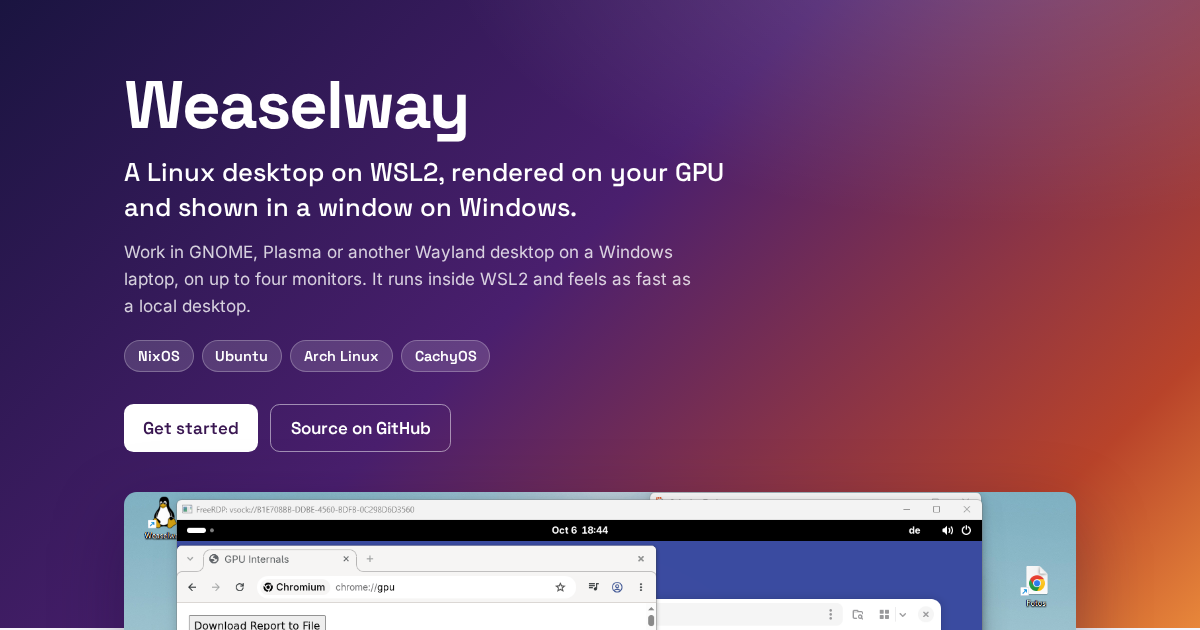 Weaselway
A Linux desktop on WSL2, rendered on your GPU
and shown in a window on Windows.
Work in GNOME, Plasma or another Wayland desktop on a Windows
laptop, on up to four monitors. It runs inside WSL2 and feels as fast as
a local desktop.
NixOS
Ubuntu
Arch Linux
CachyOS
Get started
Source on GitHub
Oct 6 18:44
de
GPU Internals
Chromium chrome://gpu
Download Report to File
Fotos